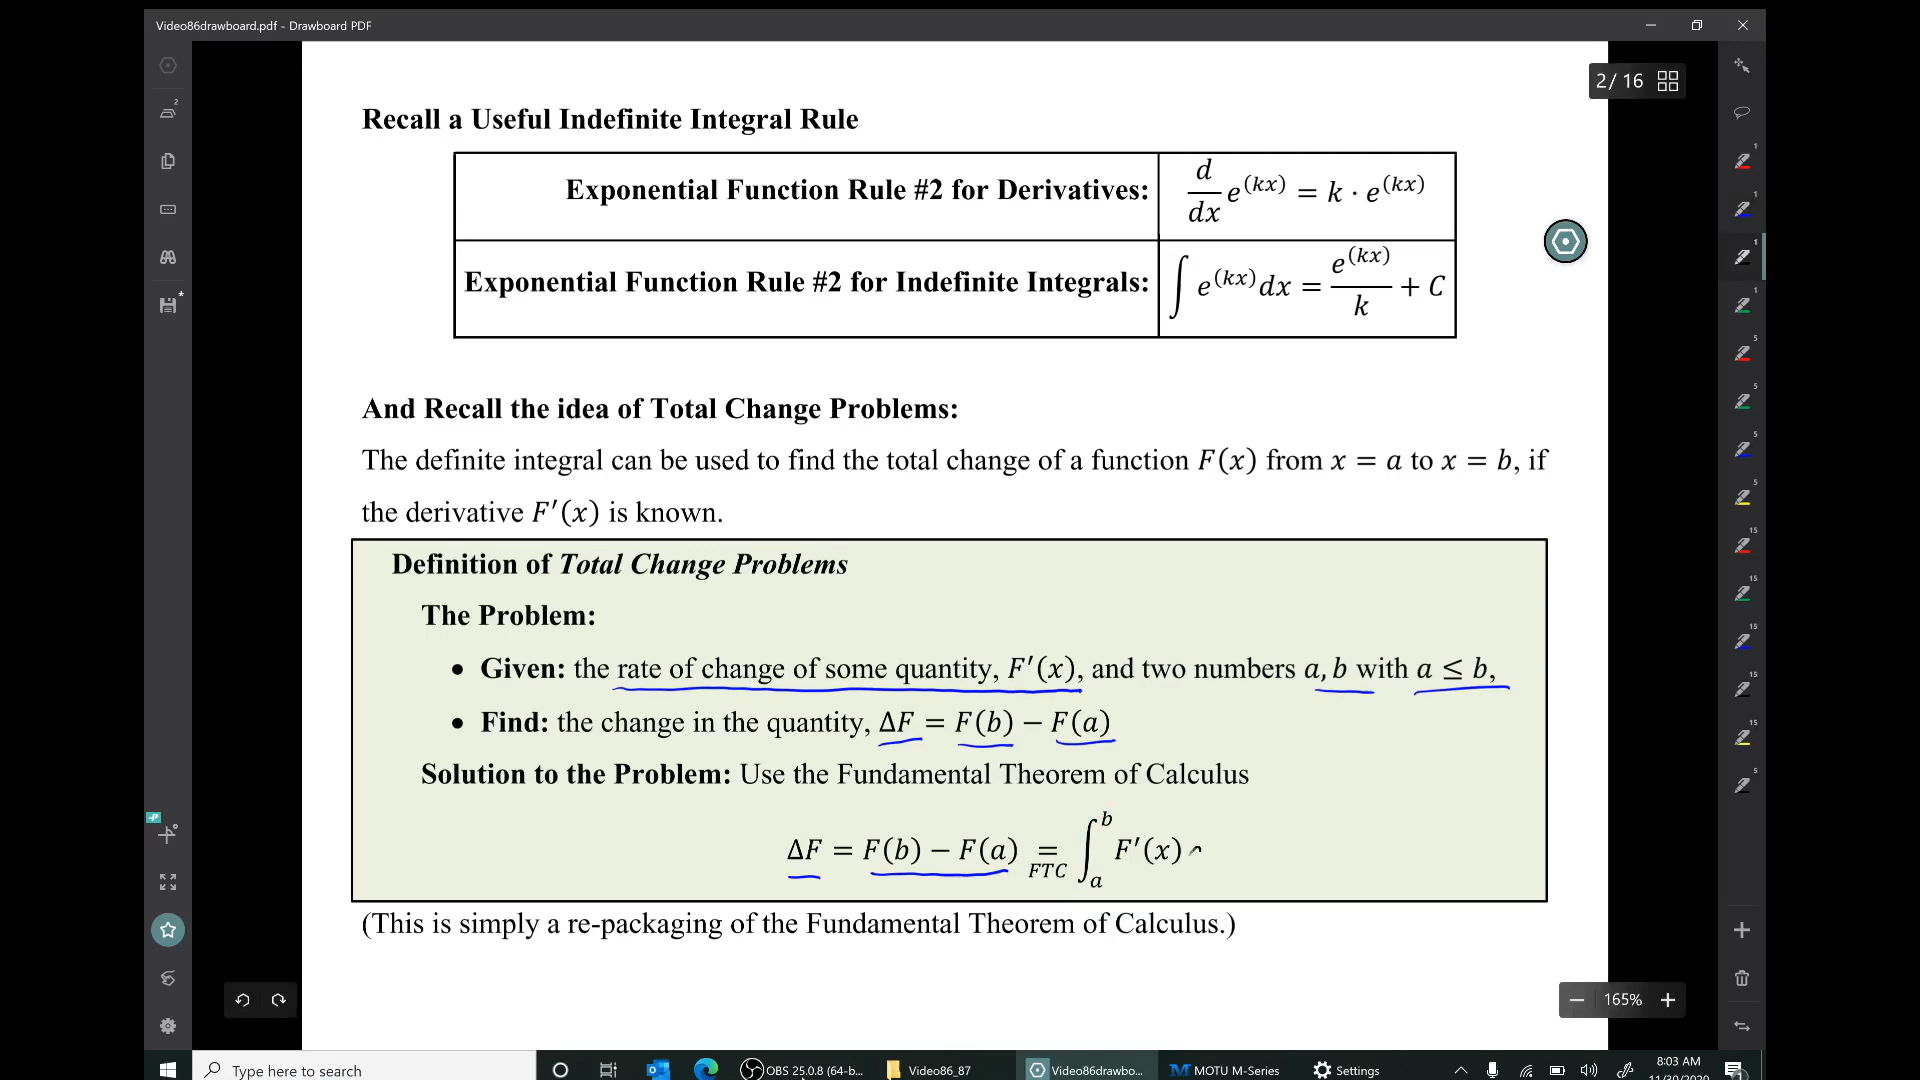 Video86drawboard.pdf - Drawboard PDF
2/ 16
Recall a Useful Indefinite Integral Rule
Exponential Function Rule #2 for Derivatives: d/dx e^(kx) = k · e^(kx)
Exponential Function Rule #2 for Indefinite Integrals: ∫ e^(kx) dx = e^(kx)/k + C
And Recall the idea of Total Change Problems:
The definite integral can be used to find the total change of a function F(x) from x = a to x = b, if
the derivative F′(x) is known.
Definition of Total Change Problems
The Problem:
• Given: the rate of change of some quantity, F′(x), and two numbers a, b with a ≤ b,
• Find: the change in the quantity, ΔF = F(b) − F(a)
Solution to the Problem: Use the Fundamental Theorem of Calculus
ΔF = F(b) − F(a) =_FTC ∫_a^b F′(x)
(This is simply a re-packaging of the Fundamental Theorem of Calculus.)
165%
Type here to search
OBS 25.0.8 (64-b...
Video86_87
Video86drawbo...
MOTU M-Series
Settings
8:03 AM